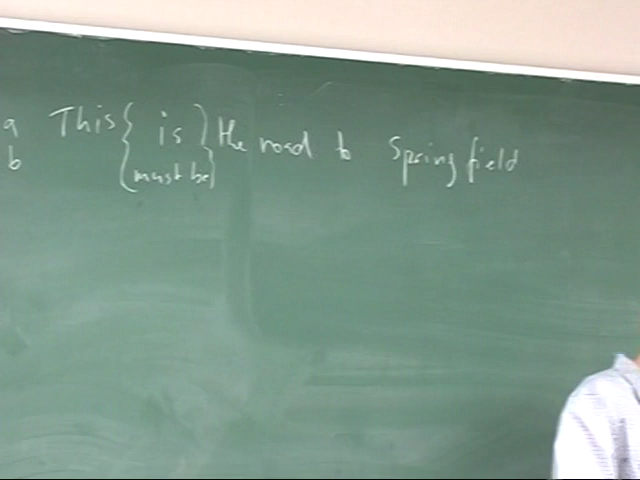 a This { is } the road to Springfield
b { must be }